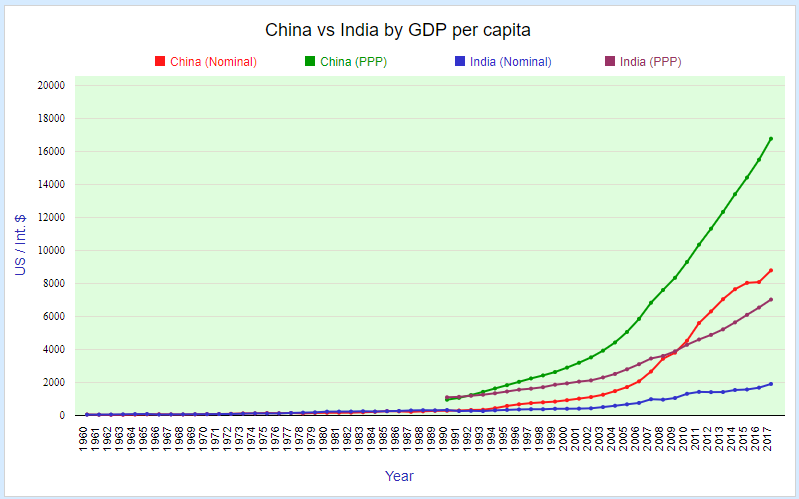 China vs India by GDP per capita
China (Nominal) China (PPP) India (Nominal) India (PPP)
20000
18000
16000
14000
12000
10000
8000
6000
4000
2000
0
US / Int. $
1960 1961 1962 1963 1964 1965 1966 1967 1968 1969 1970 1971 1972 1973 1974 1975 1976 1977 1978 1979 1980 1981 1982 1983 1984 1985 1986 1987 1988 1989 1990 1991 1992 1993 1994 1995 1996 1997 1998 1999 2000 2001 2002 2003 2004 2005 2006 2007 2008 2009 2010 2011 2012 2013 2014 2015 2016 2017
Year